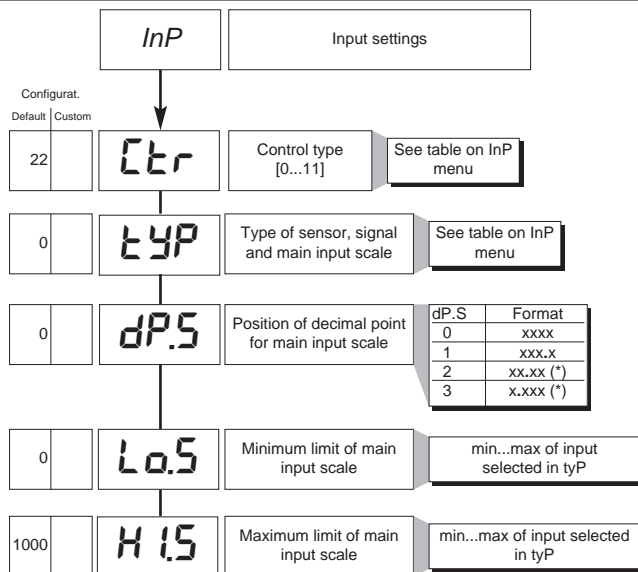 InP
Input settings
Configurat.
Default Custom
22
Ctr
Control type
[0...11]
See table on InP
menu
0
tYP
Type of sensor, signal
and main input scale
See table on InP
menu
0
dP.S
Position of decimal point
for main input scale
dP.S Format
0 xxxx
1 xxx.x
2 xx.xx (*)
3 x.xxx (*)
0
Lo.S
Minimum limit of main
input scale
min...max of input
selected in tyP
1000
HI.S
Maximum limit of main
input scale
min...max of input selected
in tyP